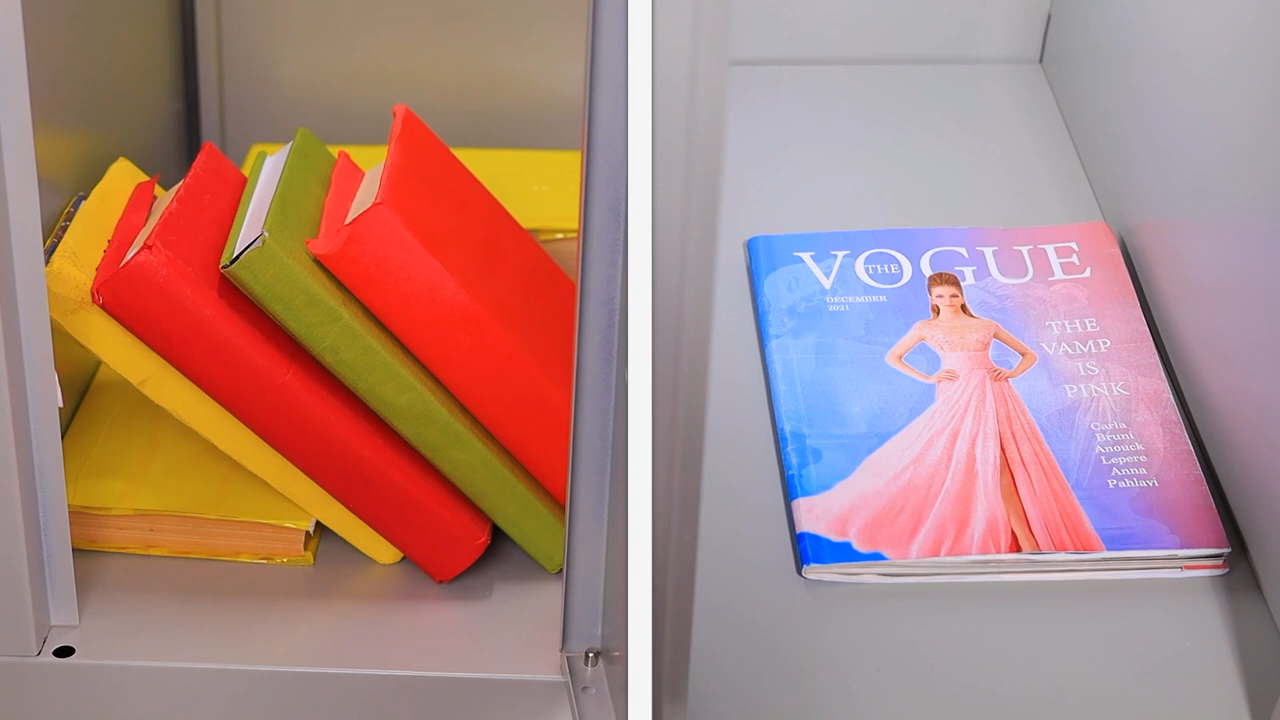 VOGUE
THE
DECEMBER
2021
THE
VAMP
IS
PINK
Carla
Bruni
Anouck
Lepere
Anna
Pahlavi